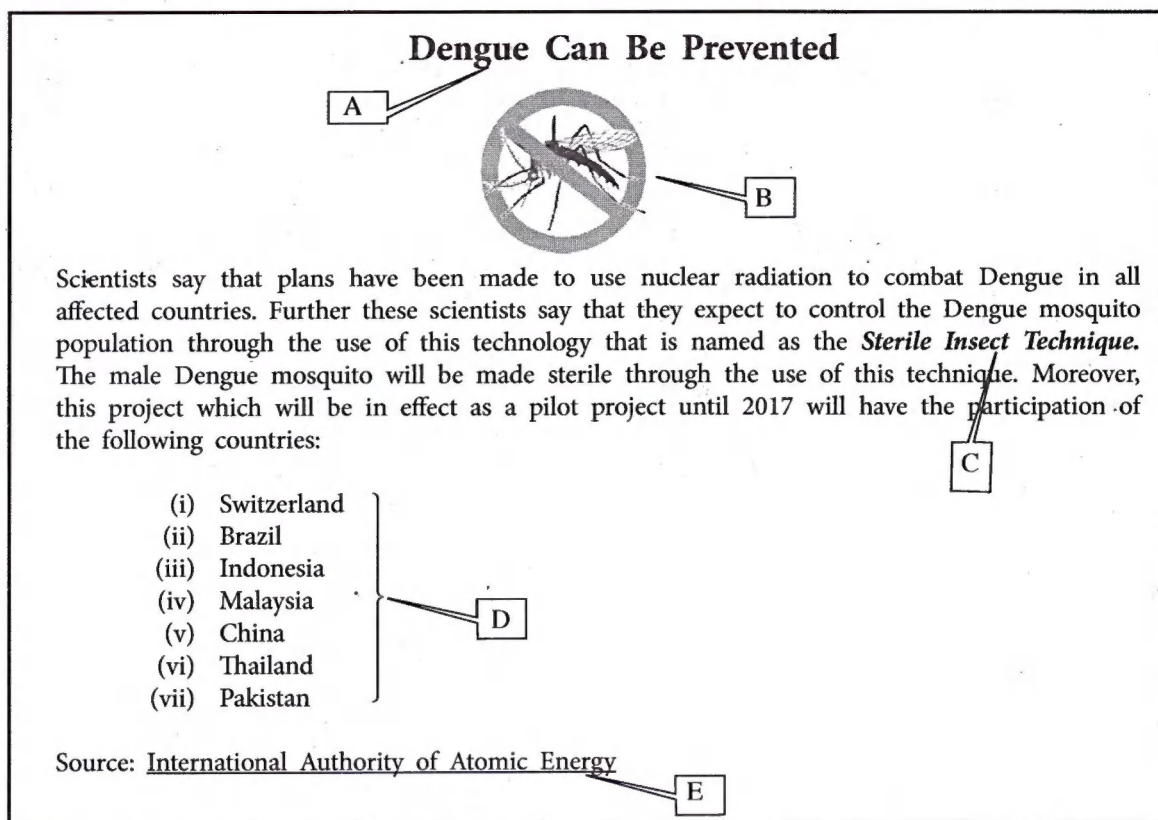 Dengue Can Be Prevented
A
B
Scientists say that plans have been made to use nuclear radiation to combat Dengue in all
affected countries. Further these scientists say that they expect to control the Dengue mosquito
population through the use of this technology that is named as the Sterile Insect Technique.
The male Dengue mosquito will be made sterile through the use of this technique. Moreover,
this project which will be in effect as a pilot project until 2017 will have the participation of
the following countries:
C
(i) Switzerland
(ii) Brazil
(iii) Indonesia
(iv) Malaysia
D
(v) China
(vi) Thailand
(vii) Pakistan
Source: International Authority of Atomic Energy
E